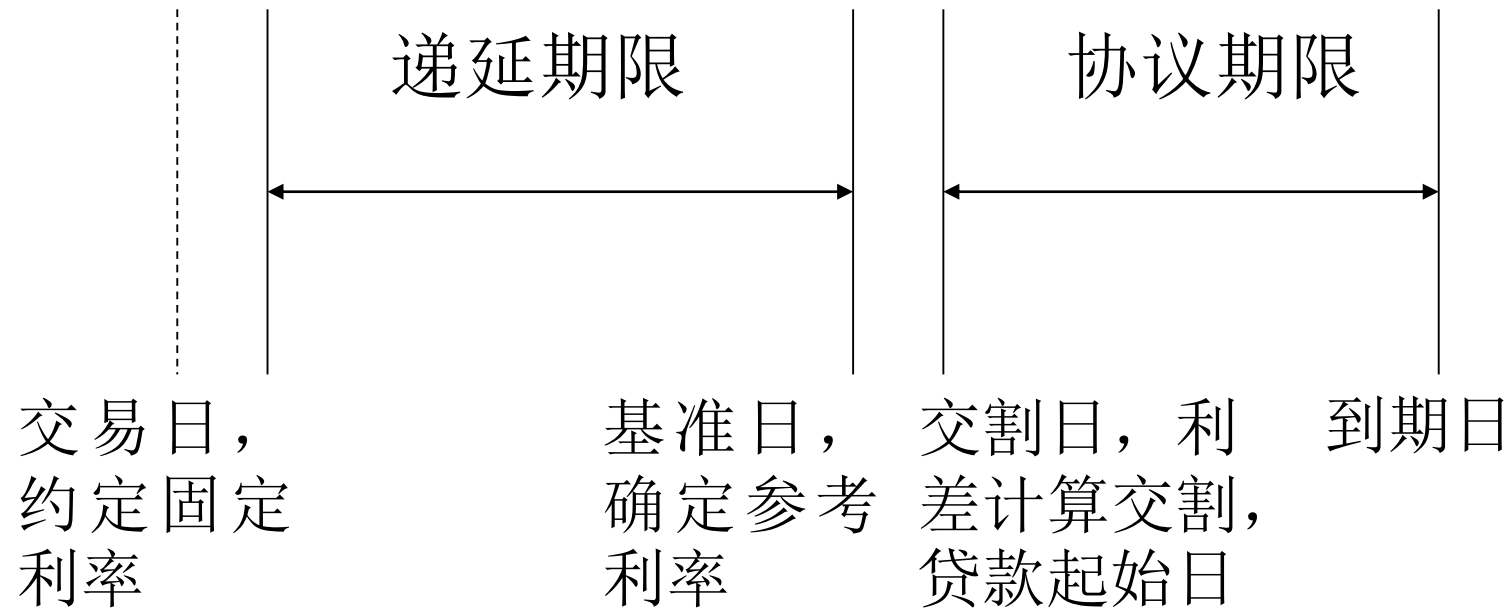 递延期限
协议期限
交易日，
约定固定
利率
基准日，
确定参考
利率
交割日，利
差计算交割，
贷款起始日
到期日